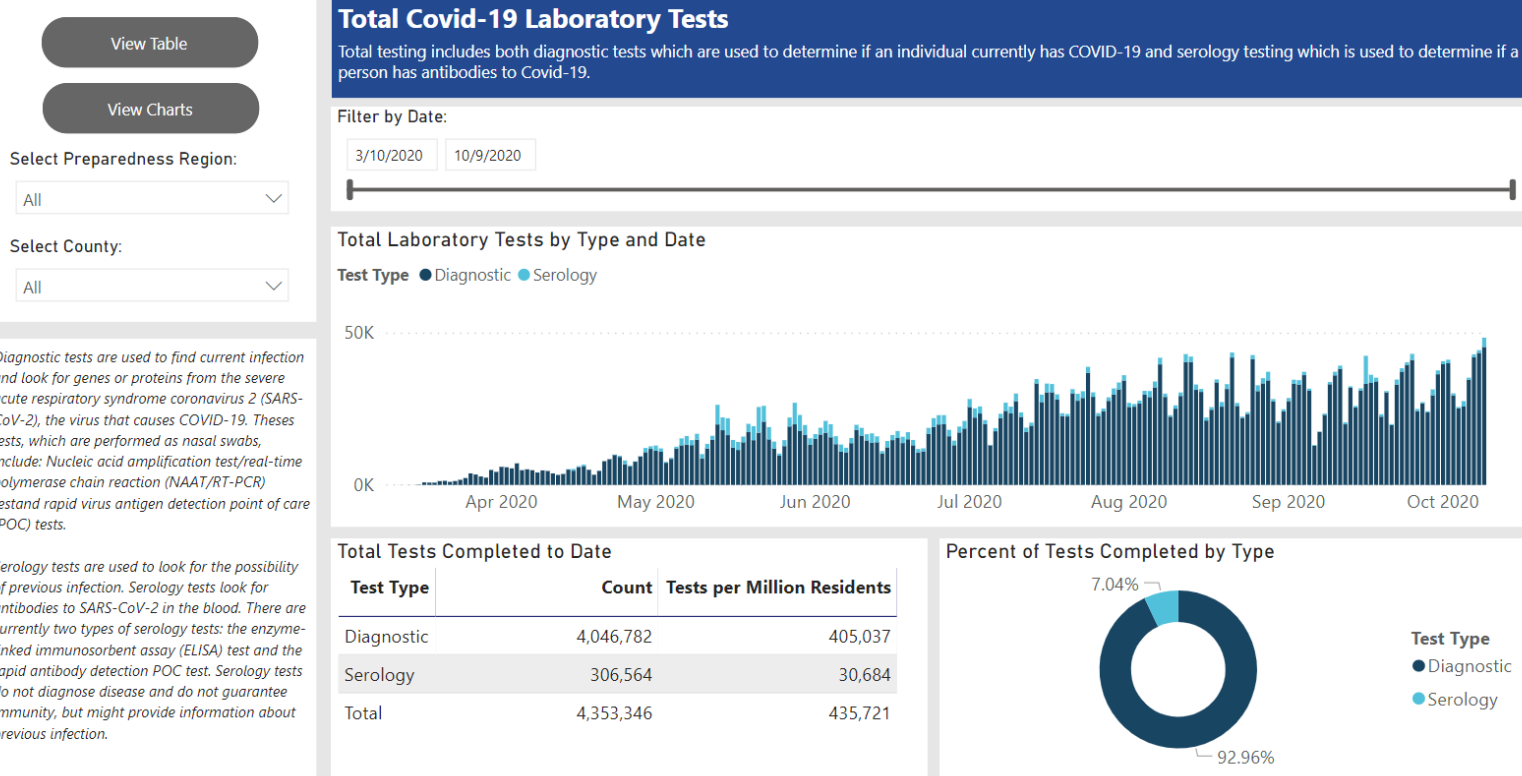 View Table
View Charts
Select Preparedness Region:
All
Select County:
All
Diagnostic tests are used to find current infection
and look for genes or proteins from the severe
acute respiratory syndrome coronavirus 2 (SARS-
CoV-2), the virus that causes COVID-19. Theses
tests, which are performed as nasal swabs,
include: Nucleic acid amplification test/real-time
polymerase chain reaction (NAAT/RT-PCR)
testand rapid virus antigen detection point of care
(POC) tests.
Serology tests are used to look for the possibility
of previous infection. Serology tests look for
antibodies to SARS-CoV-2 in the blood. There are
currently two types of serology tests: the enzyme-
linked immunosorbent assay (ELISA) test and the
rapid antibody detection POC test. Serology tests
do not diagnose disease and do not guarantee
immunity, but might provide information about
previous infection.
Total Covid-19 Laboratory Tests
Total testing includes both diagnostic tests which are used to determine if an individual currently has COVID-19 and serology testing which is used to determine if a
person has antibodies to Covid-19.
Filter by Date:
3/10/2020 10/9/2020
Total Laboratory Tests by Type and Date
Test Type Diagnostic Serology
50K
0K
Apr 2020 May 2020 Jun 2020 Jul 2020 Aug 2020 Sep 2020 Oct 2020
Total Tests Completed to Date
Test Type Count Tests per Million Residents
Diagnostic 4,046,782 405,037
Serology 306,564 30,684
Total 4,353,346 435,721
Percent of Tests Completed by Type
7.04%
92.96%
Test Type
Diagnostic
Serology